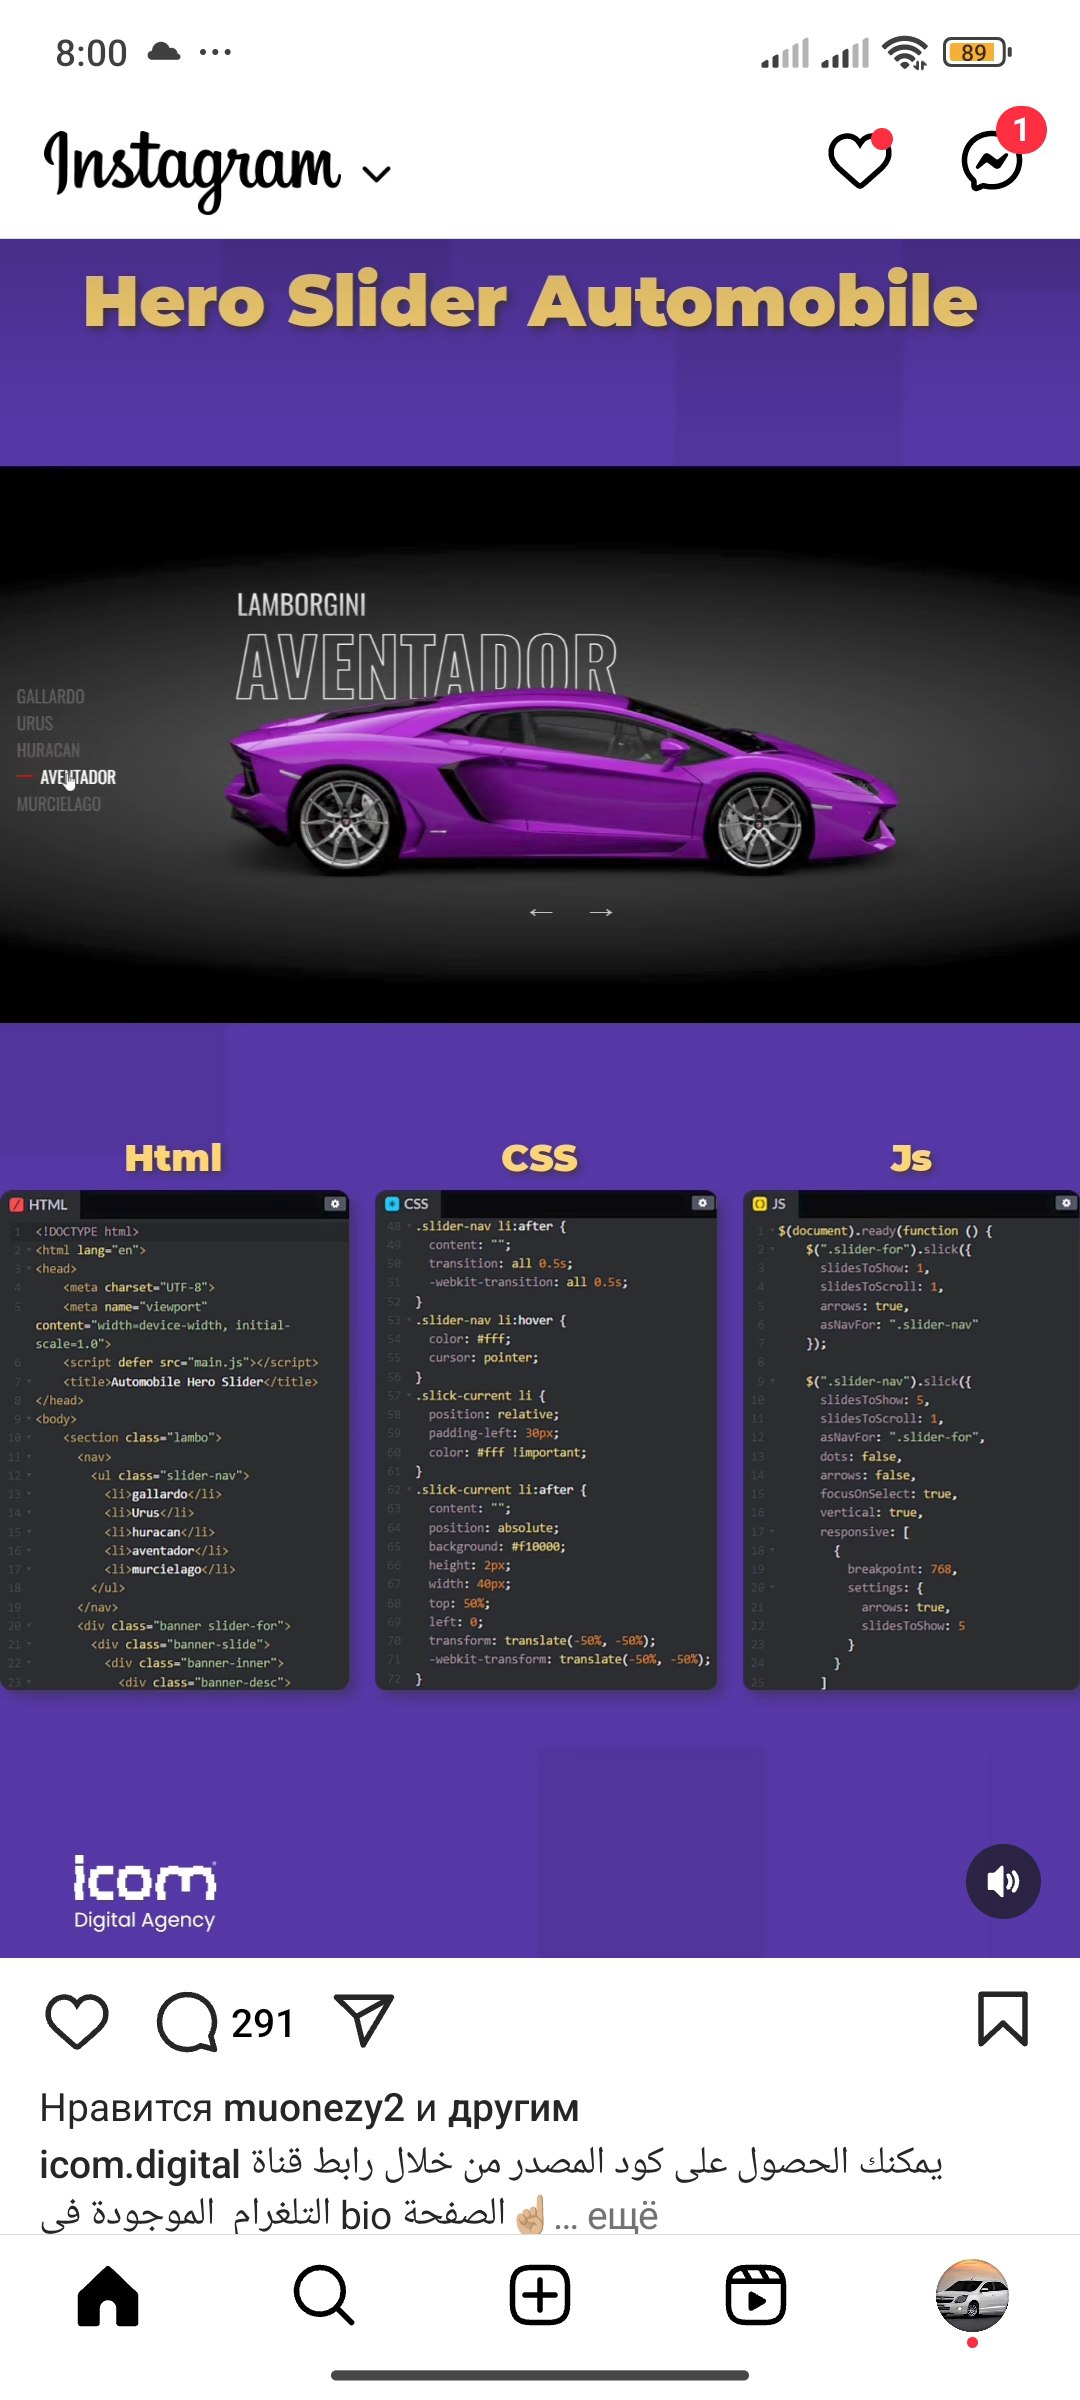 8:00
89
Instagram
1
Hero Slider Automobile
LAMBORGINI
AVENTADOR
GALLARDO
URUS
HURACAN
AVENTADOR
MURCIELAGO
Html
CSS
Js
HTML
1 <!DOCTYPE html>
2 <html lang="en">
3 <head>
4 <meta charset="UTF-8">
5 <meta name="viewport"
content="width=device-width, initial-
scale=1.0">
6 <script defer src="main.js"></script>
7 <title>Automobile Hero Slider</title>
8 </head>
9 <body>
10 <section class="lambo">
11 <nav>
12 <ul class="slider-nav">
13 <li>gallardo</li>
14 <li>Urus</li>
15 <li>huracan</li>
16 <li>aventador</li>
17 <li>murcielago</li>
18 </ul>
19 </nav>
20 <div class="banner slider-for">
21 <div class="banner-slide">
22 <div class="banner-inner">
23 <div class="banner-desc">
CSS
48 .slider-nav li:after {
49 content: "";
50 transition: all 0.5s;
51 -webkit-transition: all 0.5s;
52 }
53 .slider-nav li:hover {
54 color: #fff;
55 cursor: pointer;
56 }
57 .slick-current li {
58 position: relative;
59 padding-left: 30px;
60 color: #fff !important;
61 }
62 .slick-current li:after {
63 content: "";
64 position: absolute;
65 background: #f10000;
66 height: 2px;
67 width: 40px;
68 top: 50%;
69 left: 0;
70 transform: translate(-50%, -50%);
71 -webkit-transform: translate(-50%, -50%);
72 }
JS
1 $(document).ready(function () {
2 $(".slider-for").slick({
3 slidesToShow: 1,
4 slidesToScroll: 1,
5 arrows: true,
6 asNavFor: ".slider-nav"
7 });
8
9 $(".slider-nav").slick({
10 slidesToShow: 5,
11 slidesToScroll: 1,
12 asNavFor: ".slider-for",
13 dots: false,
14 arrows: false,
15 focusOnSelect: true,
16 vertical: true,
17 responsive: [
18 {
19 breakpoint: 768,
20 settings: {
21 arrows: true,
22 slidesToShow: 5
23 }
24 }
25 ]
icom
Digital Agency
291
Нравится muonezy2 и другим
icom.digital يمكنك الحصول على كود المصدر من خلال رابط قناة
التلغرام الموجودة في bio الصفحة☝🏼... ещё